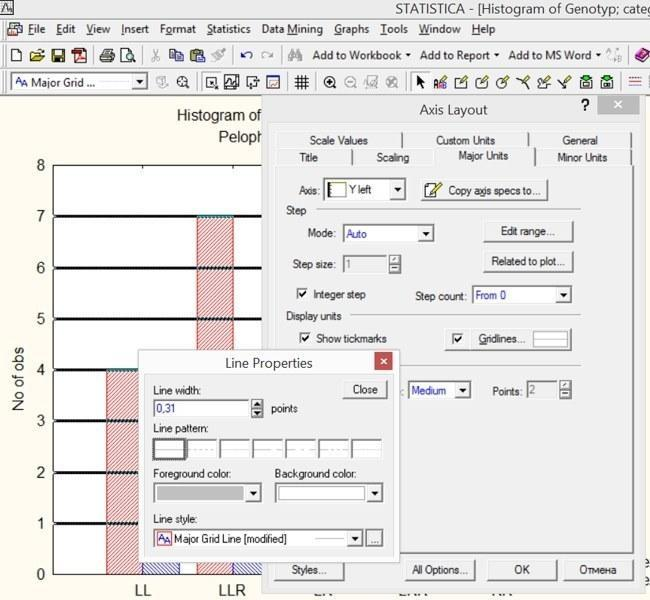 STATISTICA - [Histogram of Genotyp; cate
File Edit View Insert Format Statistics Data Mining Graphs Tools Window Help
Add to Workbook Add to Report Add to MS Word
Major Grid ...
Histogram of
Peloph
Axis Layout ? ×
Scale Values Custom Units General
Title Scaling Major Units Minor Units
Axis: Y left Copy axis specs to...
Step
Mode: Auto Edit range...
Step size: 1 Related to plot...
Integer step Step count: From 0
Display units
Show tickmarks Gridlines...
Medium Points: 2
Line Properties ×
Line width: Close
0,31 points
Line pattern:
Foreground color: Background color:
Line style:
Major Grid Line [modified] ...
Styles... All Options... OK Отмена
No of obs
8
7
6
5
4
3
2
1
0
LL LLR